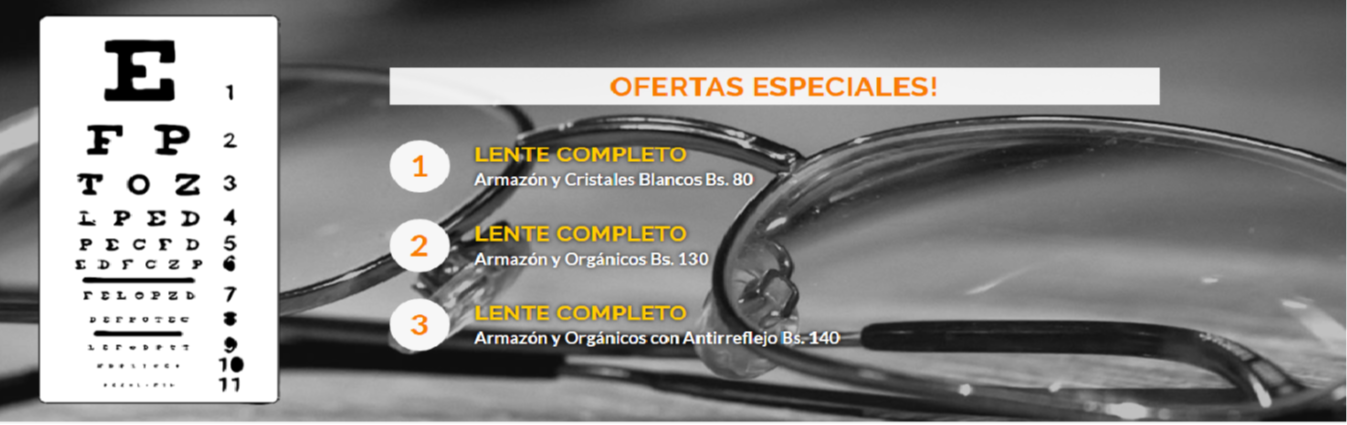 E 1
F P 2
T O Z 3
L P E D 4
P E C F D 5
E D F C Z P 6
F E L O P Z D 7
8
9
10
11
OFERTAS ESPECIALES!
1
LENTE COMPLETO
Armazón y Cristales Blancos Bs. 80
2
LENTE COMPLETO
Armazón y Orgánicos Bs. 130
3
LENTE COMPLETO
Armazón y Orgánicos con Antirreflejo Bs. 140